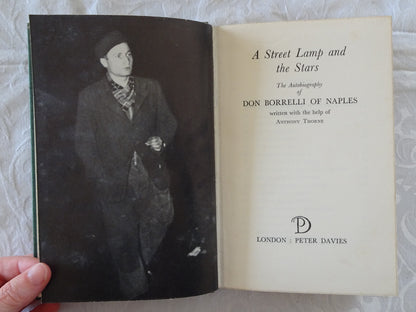 A Street Lamp and
the Stars
The Autobiography
of
DON BORRELLI OF NAPLES
written with the help of
ANTHONY THORNE
PD
LONDON : PETER DAVIES